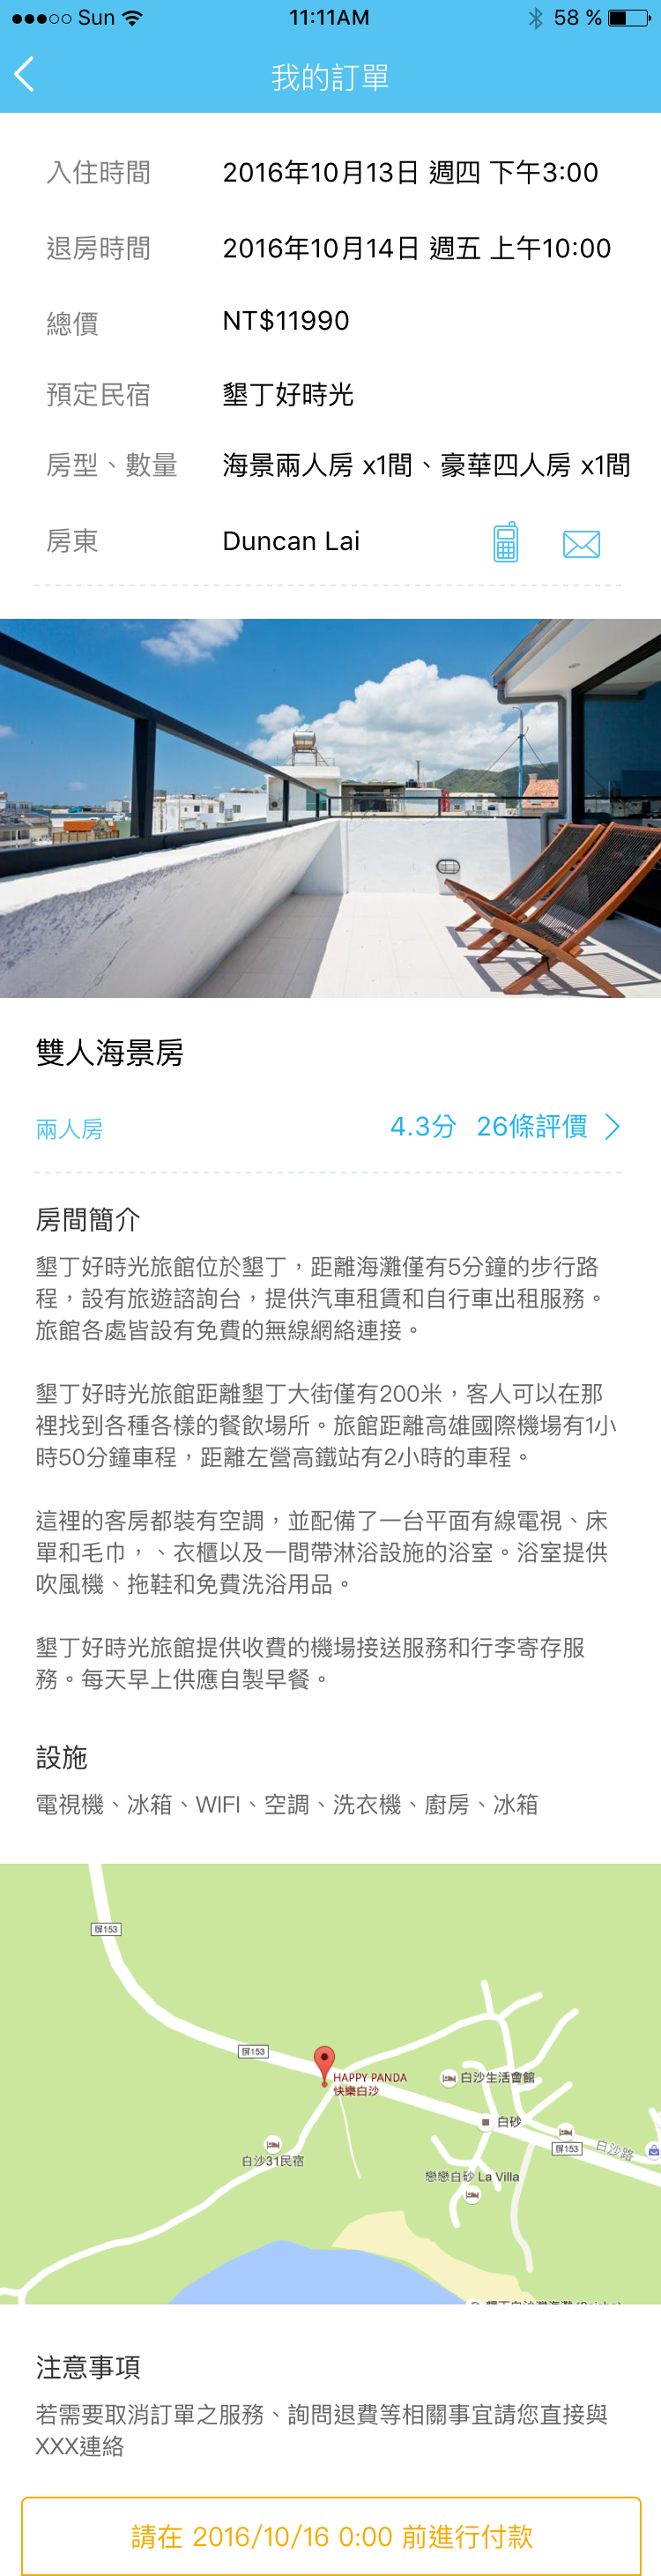 Sun 11:11AM 58 %
我的訂單
入住時間 2016年10月13日 週四 下午3:00
退房時間 2016年10月14日 週五 上午10:00
總價 NT$11990
預定民宿 墾丁好時光
房型、數量 海景兩人房 x1間、豪華四人房 x1間
房東 Duncan Lai
雙人海景房
兩人房 4.3分 26條評價
房間簡介
墾丁好時光旅館位於墾丁，距離海灘僅有5分鐘的步行路
程，設有旅遊諮詢台，提供汽車租賃和自行車出租服務。
旅館各處皆設有免費的無線網絡連接。
墾丁好時光旅館距離墾丁大街僅有200米，客人可以在那
裡找到各種各樣的餐飲場所。旅館距離高雄國際機場有1小
時50分鐘車程，距離左營高鐵站有2小時的車程。
這裡的客房都裝有空調，並配備了一台平面有線電視、床
單和毛巾，、衣櫃以及一間帶淋浴設施的浴室。浴室提供
吹風機、拖鞋和免費洗浴用品。
墾丁好時光旅館提供收費的機場接送服務和行李寄存服
務。每天早上供應自製早餐。
設施
電視機、冰箱、WIFI、空調、洗衣機、廚房、冰箱
屏153
屏153
HAPPY PANDA
快樂白沙
白沙生活會館
白砂
屏153
白沙路
白沙31民宿
戀戀白砂 La Villa
注意事項
若需要取消訂單之服務、詢問退費等相關事宜請您直接與
XXX連絡
請在 2016/10/16 0:00 前進行付款